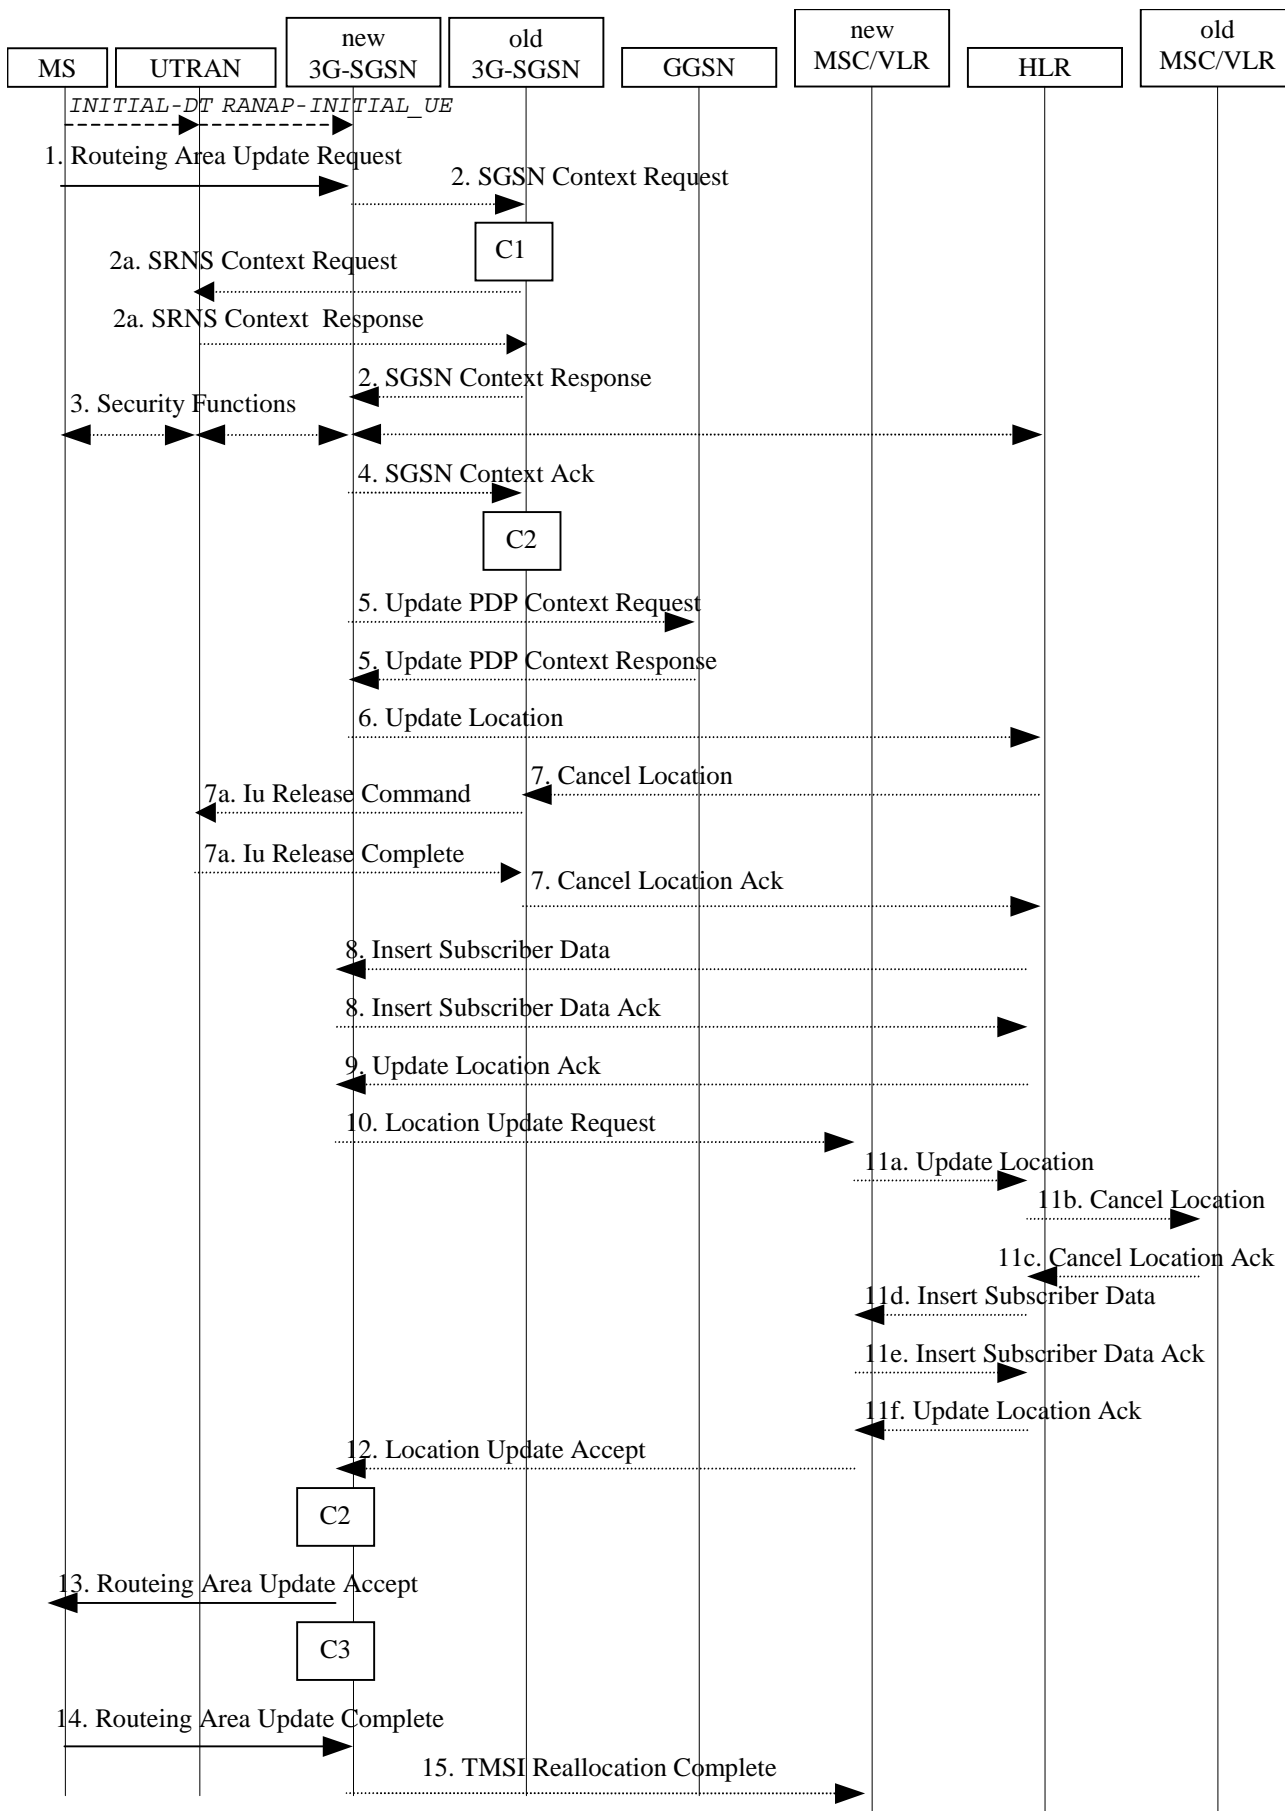 MS
UTRAN
new
3G-SGSN
old
3G-SGSN
GGSN
new
MSC/VLR
HLR
old
MSC/VLR
INITIAL-DT RANAP-INITIAL_UE
1. Routeing Area Update Request
2. SGSN Context Request
C1
2a. SRNS Context Request
2a. SRNS Context Response
2. SGSN Context Response
3. Security Functions
4. SGSN Context Ack
C2
5. Update PDP Context Request
5. Update PDP Context Response
6. Update Location
7. Cancel Location
7a. Iu Release Command
7a. Iu Release Complete
7. Cancel Location Ack
8. Insert Subscriber Data
8. Insert Subscriber Data Ack
9. Update Location Ack
10. Location Update Request
11a. Update Location
11b. Cancel Location
11c. Cancel Location Ack
11d. Insert Subscriber Data
11e. Insert Subscriber Data Ack
11f. Update Location Ack
12. Location Update Accept
C2
13. Routeing Area Update Accept
C3
14. Routeing Area Update Complete
15. TMSI Reallocation Complete